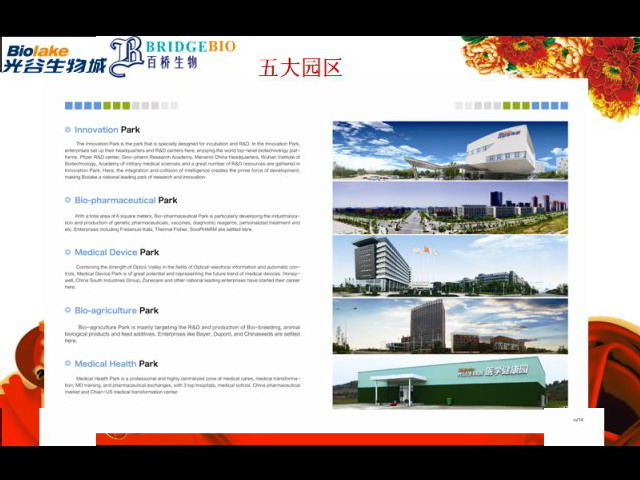 Biolake
光谷生物城
BRIDGEBIO
百桥生物
五大园区
Innovation Park
The Innovation Park is the park that is specially designed for incubation and R&D. In the Innovation Park,
enterprises set up their headquarters and R&D centers here, enjoying the world top-level biotechnology plat-
forms. Pfizer R&D center, Sino-pharm Research Academy, Menarini China Headquarters, Wuhan Institute of
Biotechnology, Academy of military medical sciences and a great number of R&D resources are gathered in
Innovation Park. Here, the integration and collision of intelligence creates the prime force of development,
making Biolake a national leading park of research and innovation.
Bio-pharmaceutical Park
With a total area of 6 square meters, Bio-pharmaceutical Park is particularly developing the industrializa-
tion and production of genetic pharmaceuticals, vaccines, diagnostic reagents, personalized treatment and
etc. Enterprises including Fresenius Kabi, Thermal Fisher, SinoPHARM are settled here.
Medical Device Park
Combining the strength of Optics Valley in the fields of Optical-electrical information and automatic con-
trols, Medical Device Park is of great potential and representing the future trend of medical devices. Honey-
well, China South Industries Group, Zonecare and other national leading enterprises have started their career
here.
Bio-agriculture Park
Bio-agriculture Park is mainly targeting the R&D and production of Bio-breeding, animal
biological products and feed additives. Enterprises like Bayer, Dupont, and Chinaseeds are settled
here.
Medical Health Park
Medical Health Park is a professional and highly centralized zone of medical cares, medical transforma-
tion, MD training, and pharmaceutical exchanges, with 3 top hospitals, medical school, China pharmaceutical
market and Chian-US medical transformation center.
医学健康园